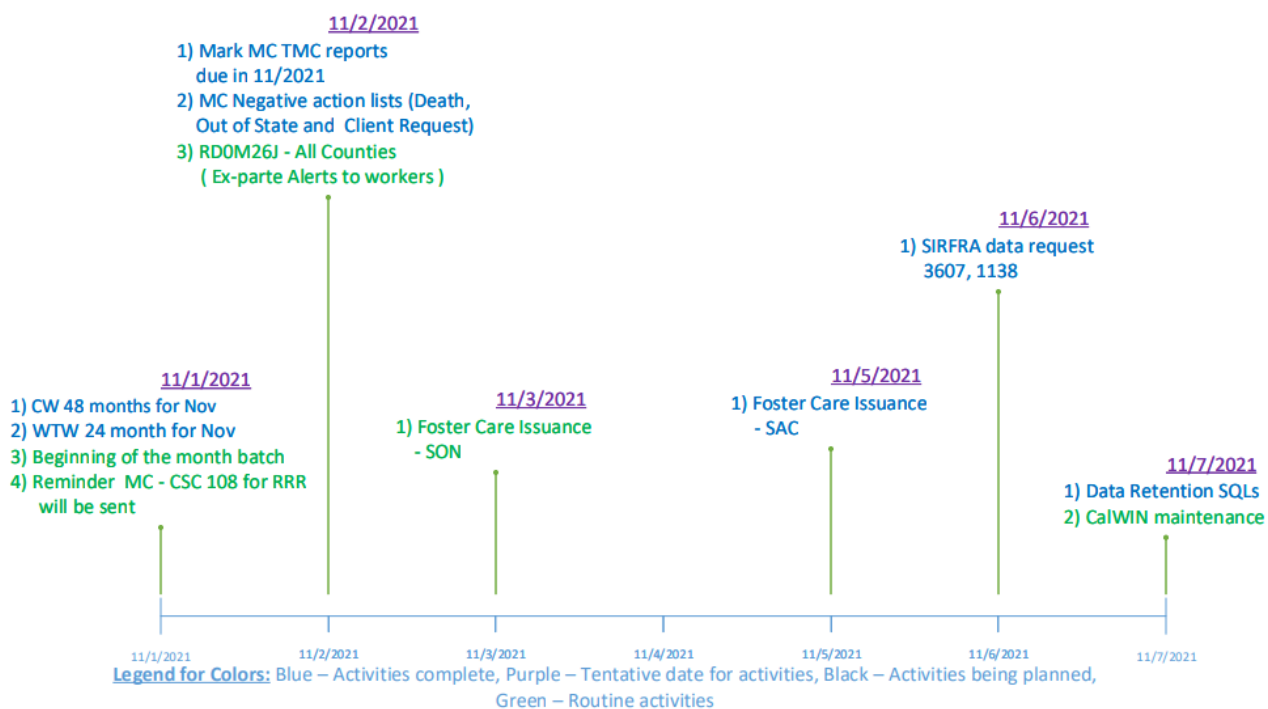 11/2/2021
1) Mark MC TMC reports
due in 11/2021
2) MC Negative action lists (Death,
Out of State and Client Request)
3) RD0M26J - All Counties
( Ex-parte Alerts to workers )
11/6/2021
1) SIRFRA data request
3607, 1138
11/1/2021
1) CW 48 months for Nov
2) WTW 24 month for Nov
3) Beginning of the month batch
4) Reminder MC - CSC 108 for RRR
will be sent
11/3/2021
1) Foster Care Issuance
- SON
11/5/2021
1) Foster Care Issuance
- SAC
11/7/2021
1) Data Retention SQLs
2) CalWIN maintenance
11/1/2021 11/2/2021 11/3/2021 11/4/2021 11/5/2021 11/6/2021 11/7/2021
Legend for Colors: Blue – Activities complete, Purple – Tentative date for activities, Black – Activities being planned,
Green – Routine activities